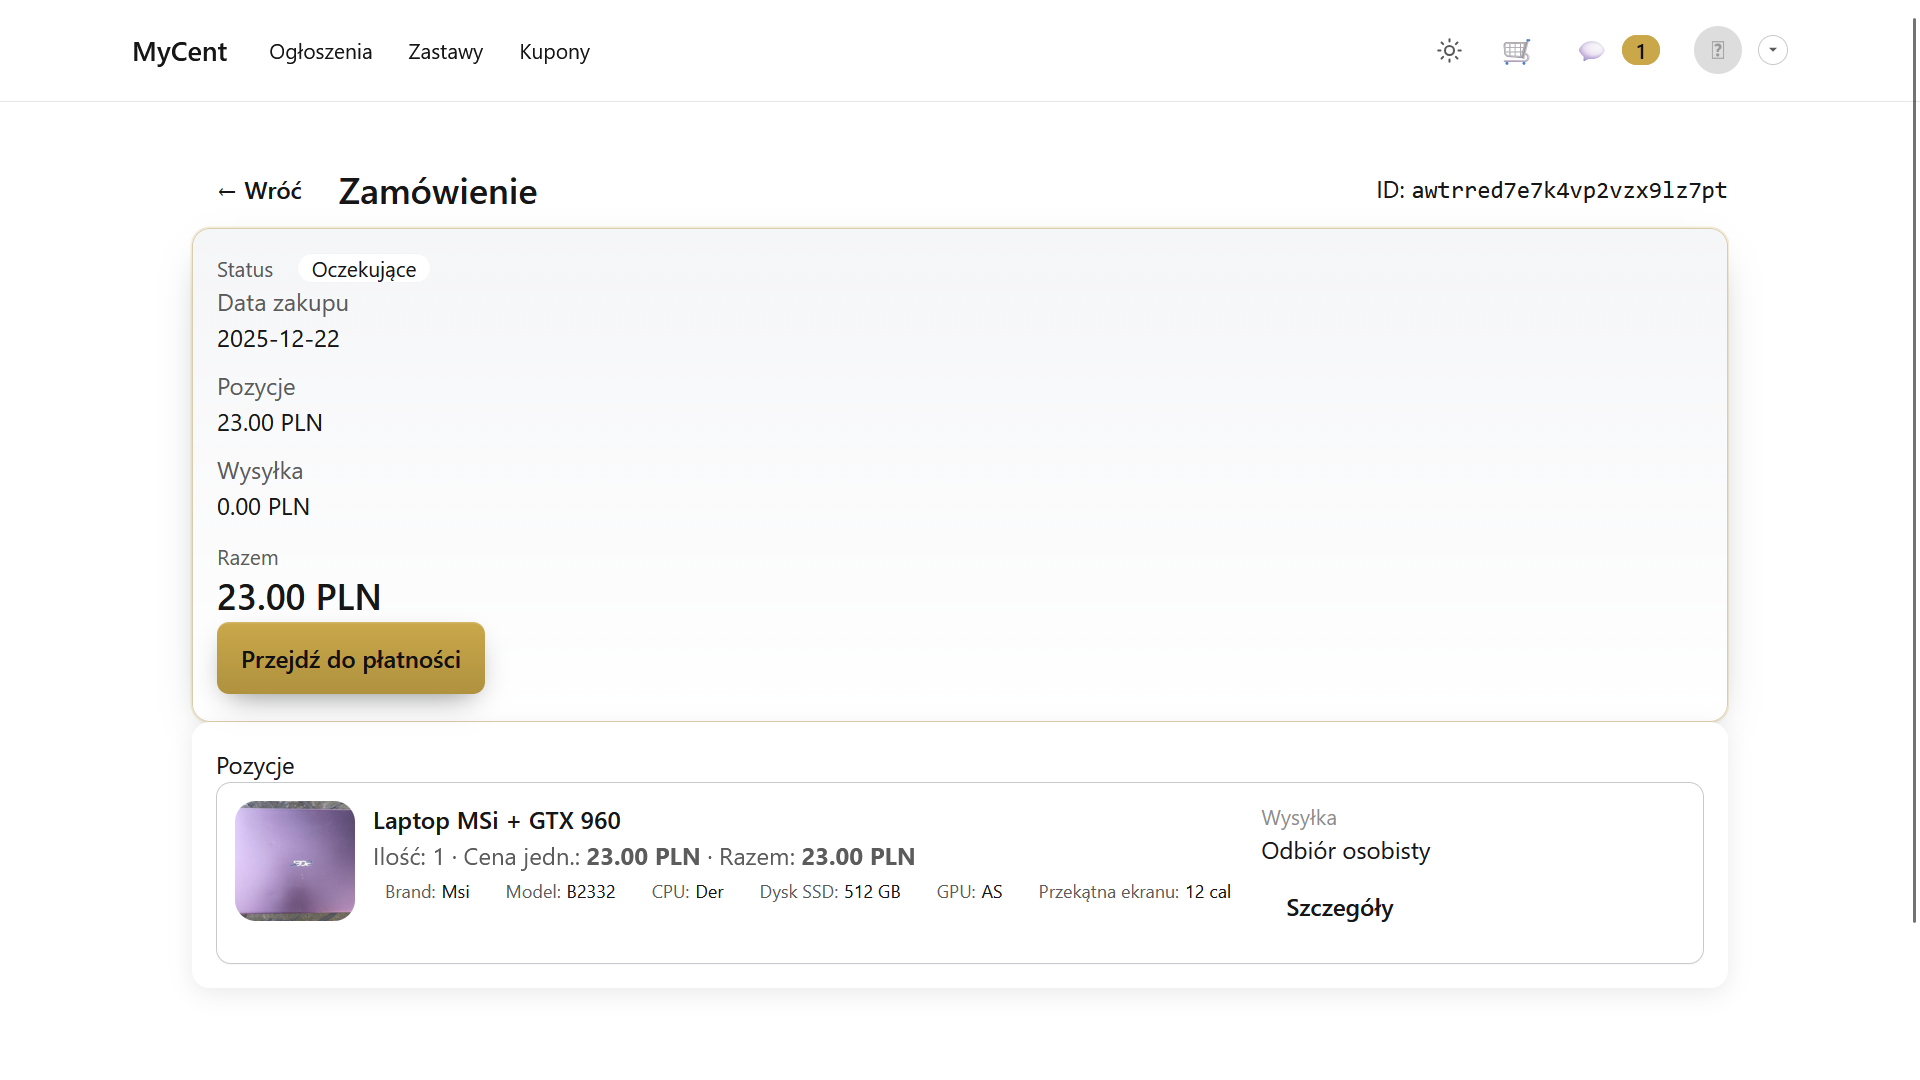 MyCent Ogłoszenia Zastawy Kupony 1
← Wróć Zamówienie ID: awtrred7e7k4vp2vzx9lz7pt
Status Oczekujące
Data zakupu
2025-12-22
Pozycje
23.00 PLN
Wysyłka
0.00 PLN
Razem
23.00 PLN
Przejdź do płatności
Pozycje
Laptop MSi + GTX 960
Ilość: 1 · Cena jedn.: 23.00 PLN · Razem: 23.00 PLN
Brand: Msi Model: B2332 CPU: Der Dysk SSD: 512 GB GPU: AS Przekątna ekranu: 12 cal
Wysyłka
Odbiór osobisty
Szczegóły